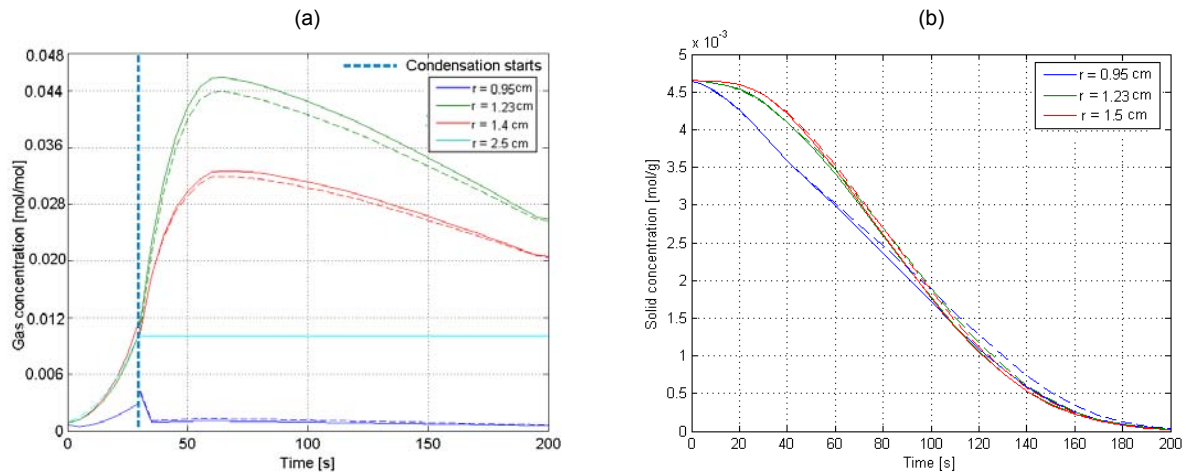 (a)
Condensation starts
r = 0.95 cm
r = 1.23 cm
r = 1.4 cm
r = 2.5 cm
0.048
0.044
0.036
0.028
0.020
0.012
0.006
0
Gas concentration [mol/mol]
0 50 100 150 200
Time [s]
(b)
x 10⁻³
r = 0.95 cm
r = 1.23 cm
r = 1.5 cm
5
4.5
4
3.5
3
2.5
2
1.5
1
0.5
0
Solid concentration [mol/g]
0 20 40 60 80 100 120 140 160 180 200
Time [s]